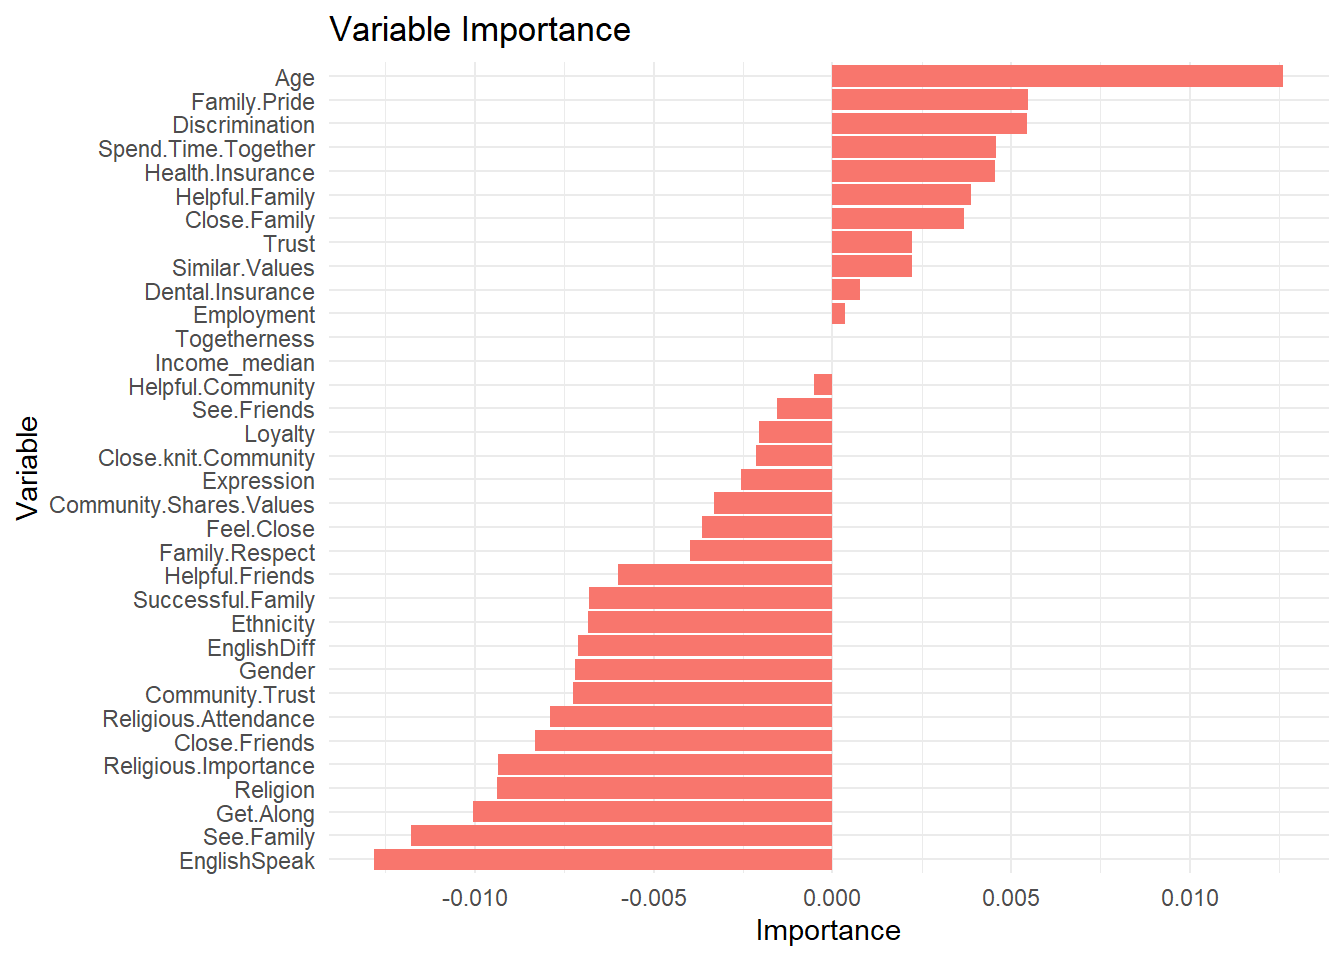 Variable Importance
Age
Family.Pride
Discrimination
Spend.Time.Together
Health.Insurance
Helpful.Family
Close.Family
Trust
Similar.Values
Dental.Insurance
Employment
Togetherness
Income_median
Helpful.Community
See.Friends
Loyalty
Close.knit.Community
Expression
Community.Shares.Values
Feel.Close
Family.Respect
Helpful.Friends
Successful.Family
Ethnicity
EnglishDiff
Gender
Community.Trust
Religious.Attendance
Close.Friends
Religious.Importance
Religion
Get.Along
See.Family
EnglishSpeak
Variable
-0.010 -0.005 0.000 0.005 0.010
Importance